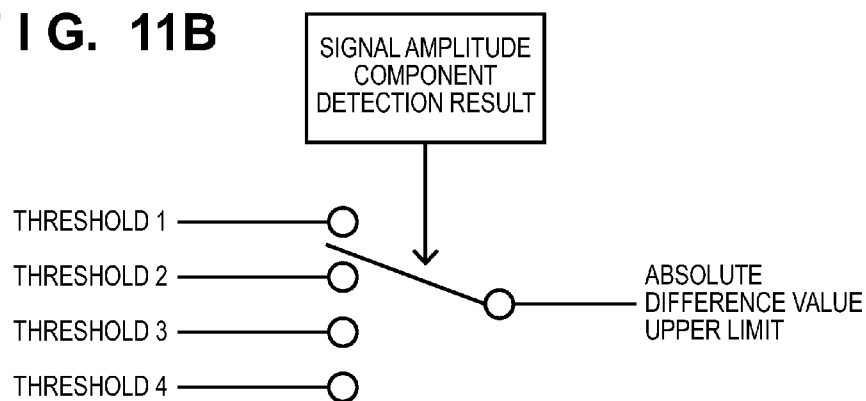 F I G. 11B
SIGNAL AMPLITUDE
COMPONENT
DETECTION RESULT
THRESHOLD 1
THRESHOLD 2
THRESHOLD 3
THRESHOLD 4
ABSOLUTE
DIFFERENCE VALUE
UPPER LIMIT